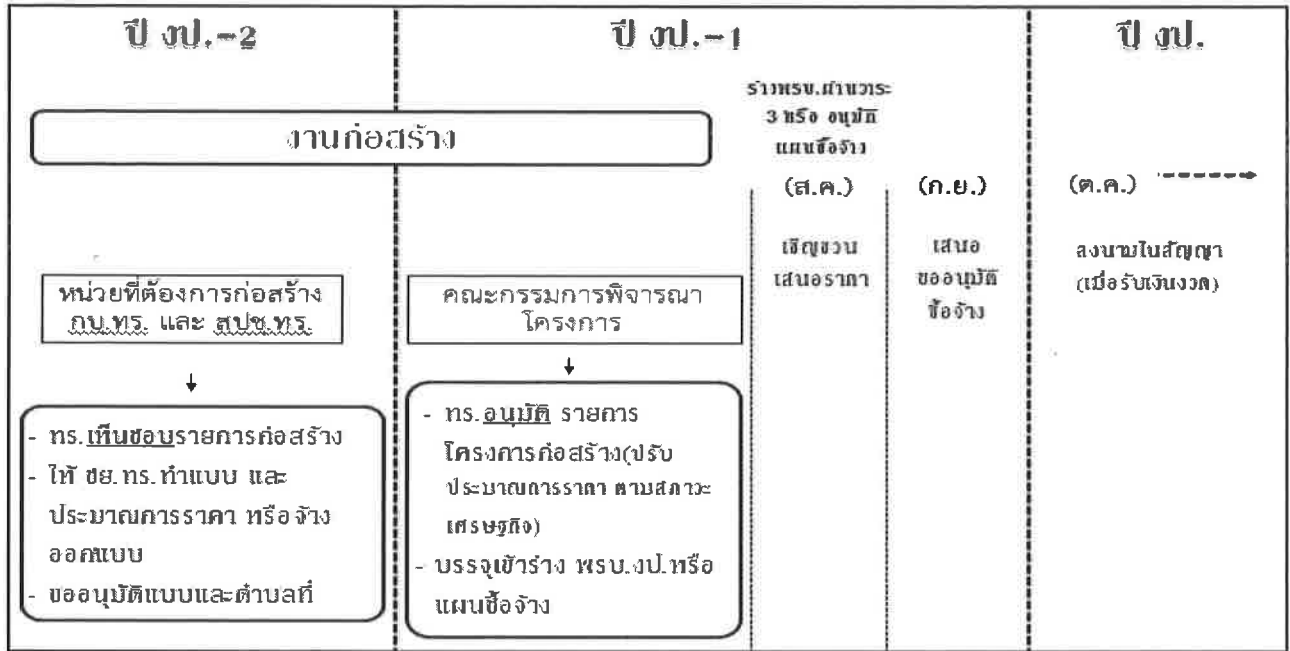 ปี งป.-2
ปี งป.-1
ปี งป.
งานก่อสร้าง
ร่างพรบ.ผ่านวาระ
3 หรือ อนุมัติ
แผนซื้อจ้าง
(ส.ค.)
(ก.ย.)
(ต.ค.)
เชิญชวน
เสนอราคา
เสนอ
ขออนุมัติ
ซื้อจ้าง
ลงนามในสัญญา
(เมื่อรับเงินงวด)
หน่วยที่ต้องการก่อสร้าง
กบ.ทร. และ สปช.ทร.
คณะกรรมการพิจารณา
โครงการ
- ทร.เห็นชอบรายการก่อสร้าง
- ให้ ชย.ทร.ทำแบบ และ
ประมาณการราคา หรือจ้าง
ออกแบบ
- ขออนุมัติแบบและตำบลที่
- ทร.อนุมัติ รายการ
โครงการก่อสร้าง(ปรับ
ประมาณการราคา ตามสภาวะ
เศรษฐกิจ)
- บรรจุเข้าร่าง พรบ.งป.หรือ
แผนซื้อจ้าง